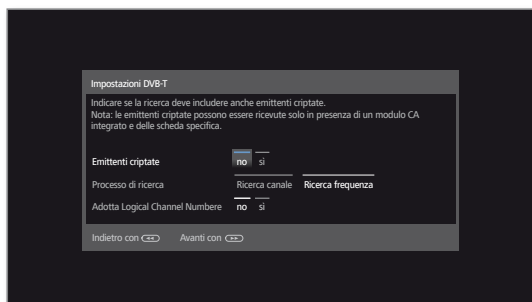 Impostazioni DVB-T
Indicare se la ricerca deve includere anche emittenti criptate.
Nota: le emittenti criptate possono essere ricevute solo in presenza di un modulo CA
integrato e delle scheda specifica.
Emittenti criptate no sì
Processo di ricerca Ricerca canale Ricerca frequenza
Adotta Logical Channel Numbere no sì
Indietro con Avanti con